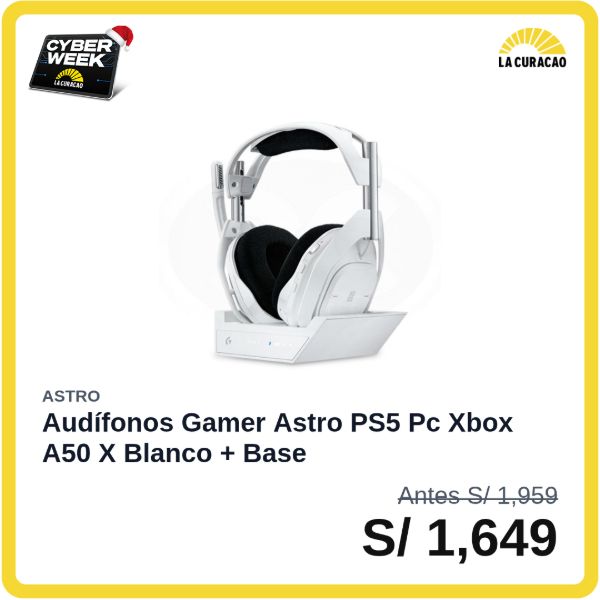 CYBER
WEEK
LA CURACAO
LA CURACAO
ASTRO
Audífonos Gamer Astro PS5 Pc Xbox
A50 X Blanco + Base
Antes S/ 1,959
S/ 1,649